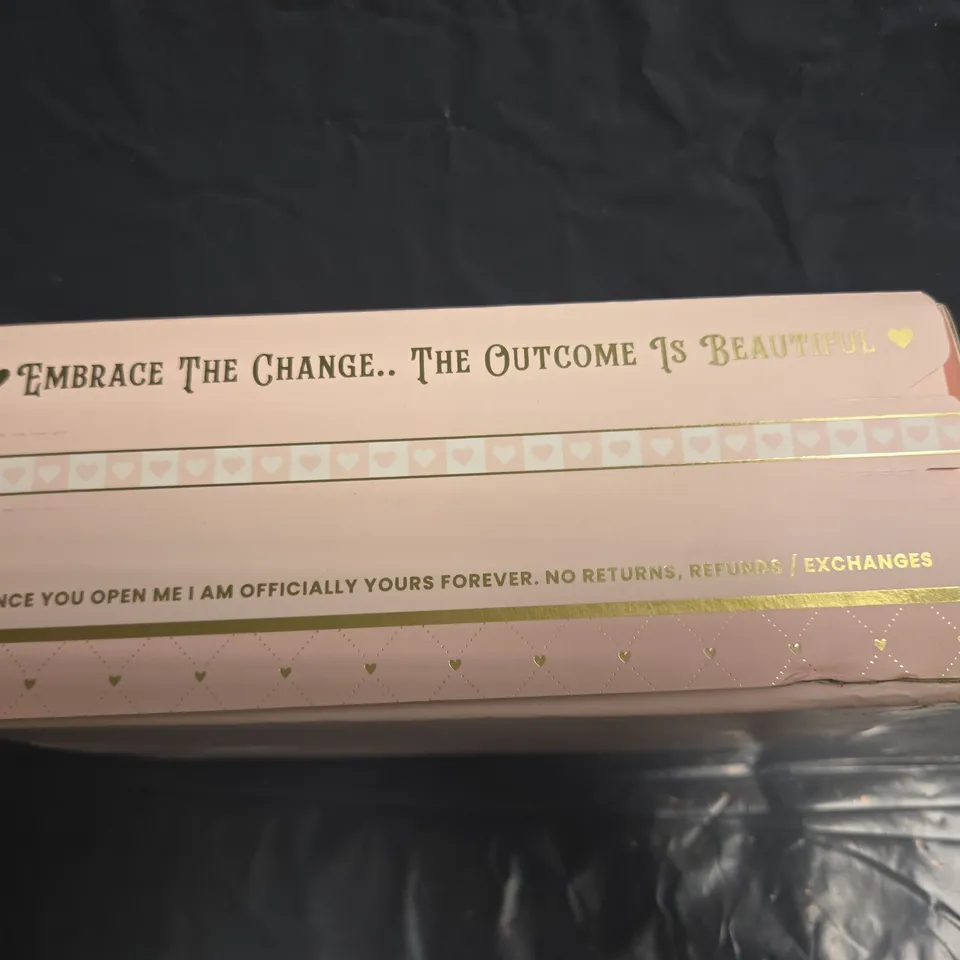 Embrace The Change.. The Outcome Is Beautiful
NCE YOU OPEN ME I AM OFFICIALLY YOURS FOREVER. NO RETURNS, REFUNDS / EXCHANGES